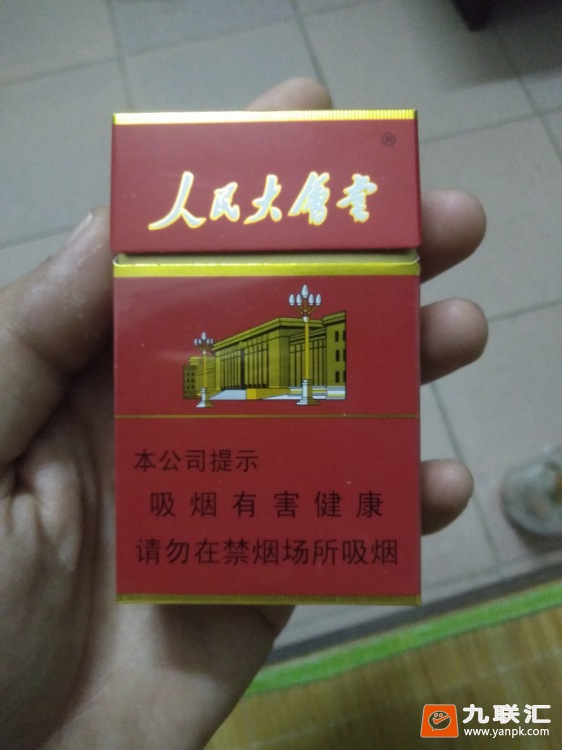 ®
人民大會堂
本公司提示
吸烟有害健康
请勿在禁烟场所吸烟
九联汇
www.yanpk.com